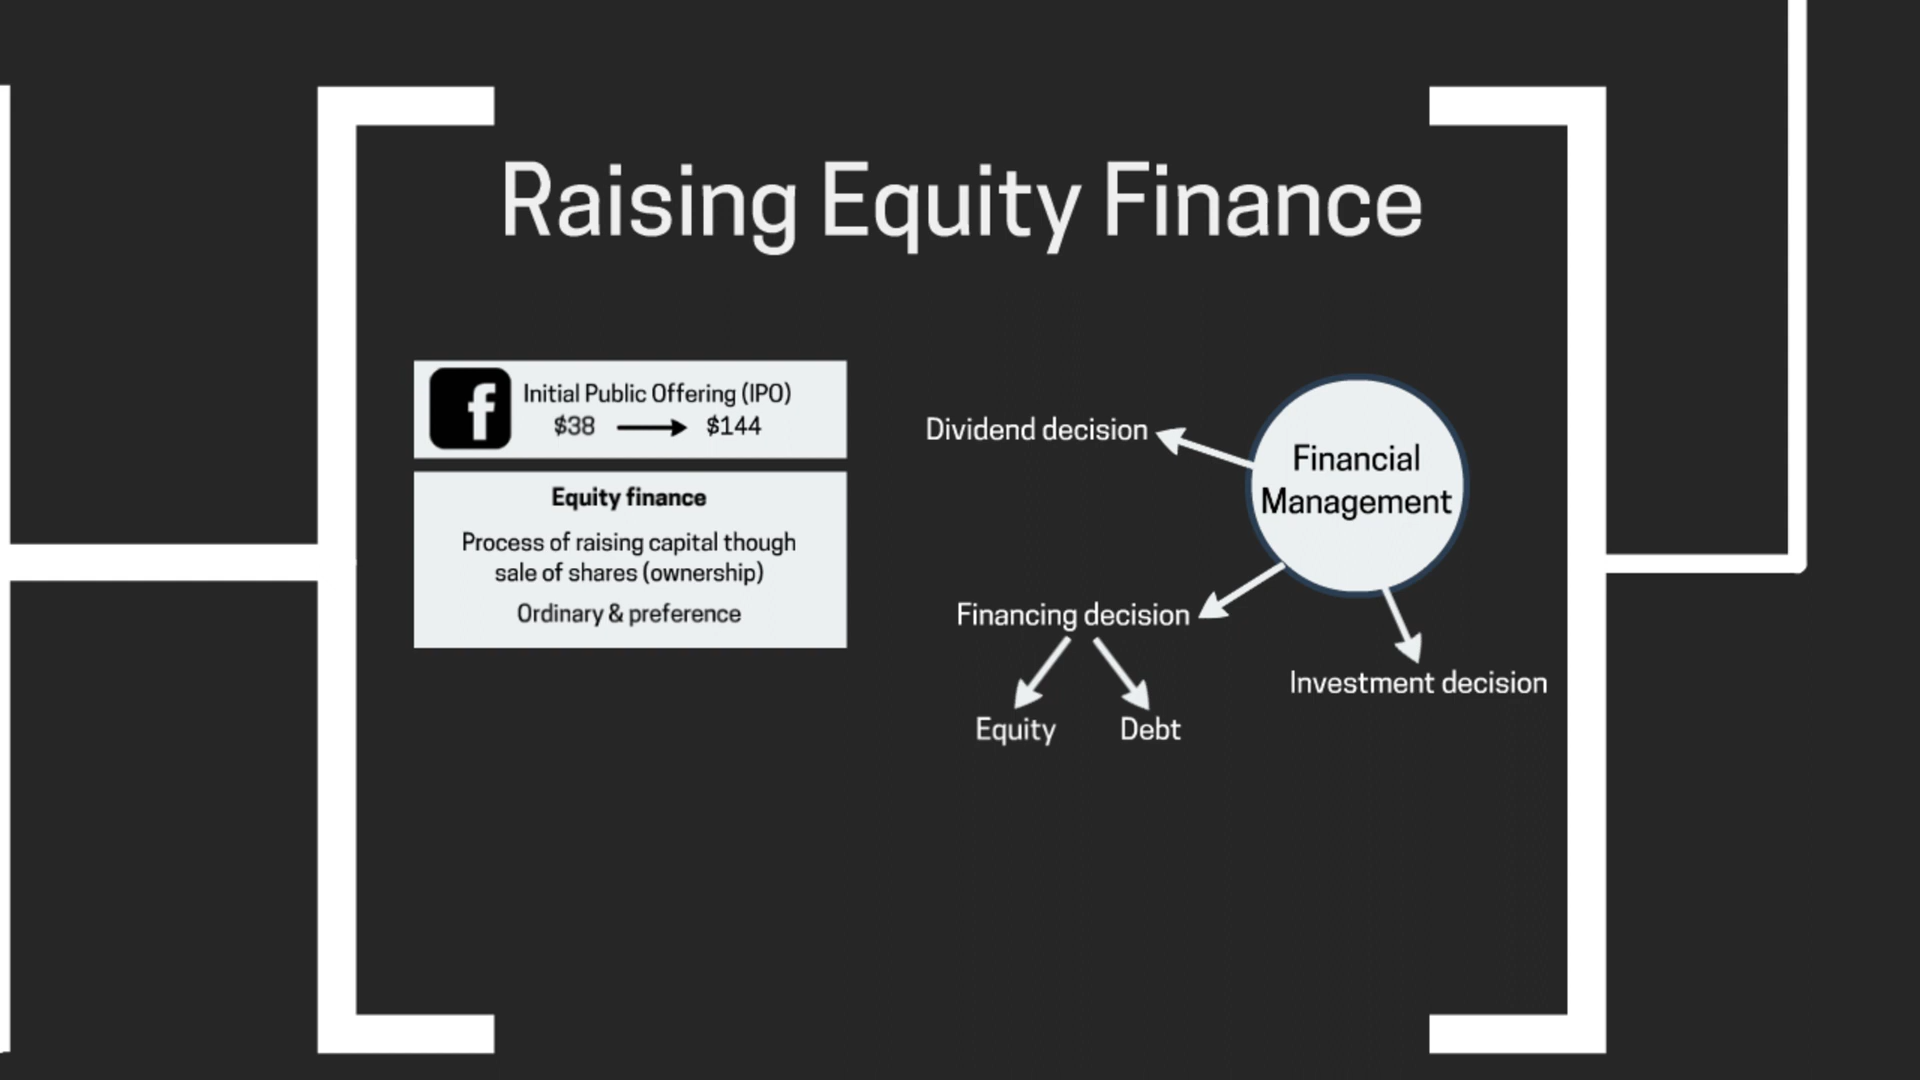 Raising Equity Finance
f
Initial Public Offering (IPO)
$38 $144
Equity finance
Process of raising capital though
sale of shares (ownership)
Ordinary & preference
Dividend decision
Financial
Management
Financing decision
Investment decision
Equity Debt